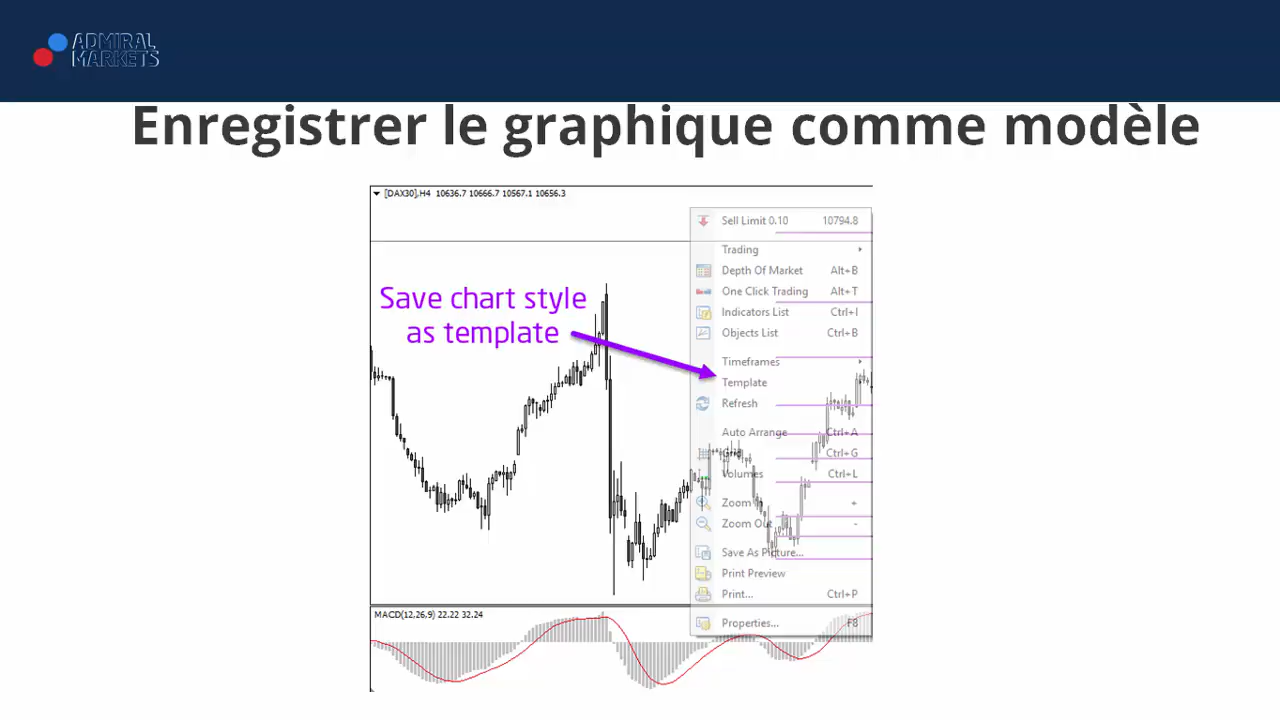 ADMIRAL
MARKETS
Enregistrer le graphique comme modèle
[DAX30],H4 10636.7 10666.7 10567.1 10656.3
Save chart style
as template
Sell Limit 0.10 10794.8
Trading
Depth Of Market Alt+B
One Click Trading Alt+T
Indicators List Ctrl+I
Objects List Ctrl+B
Timeframes
Template
Refresh
Auto Arrange Ctrl+A
Grid Ctrl+G
Volumes Ctrl+L
Zoom In +
Zoom Out -
Save As Picture...
Print Preview
Print... Ctrl+P
Properties... F8
MACD(12,26,9) 22.22 32.24